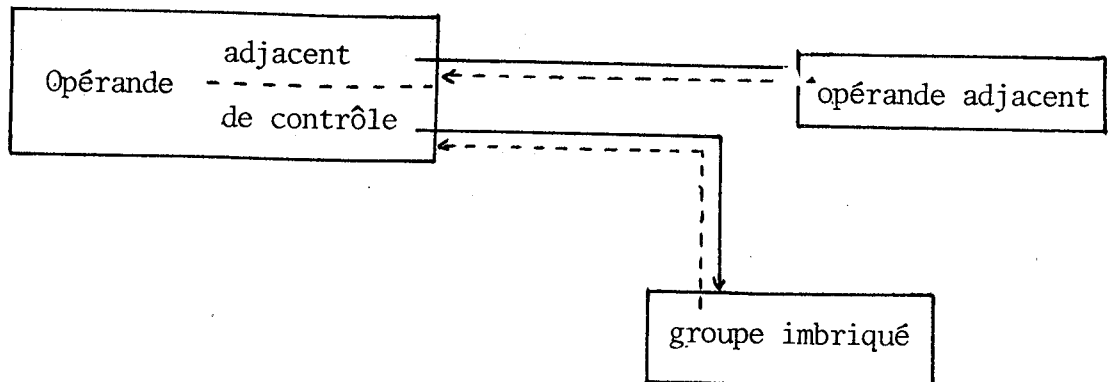 adjacent
Opérande
de contrôle
opérande adjacent
groupe imbriqué